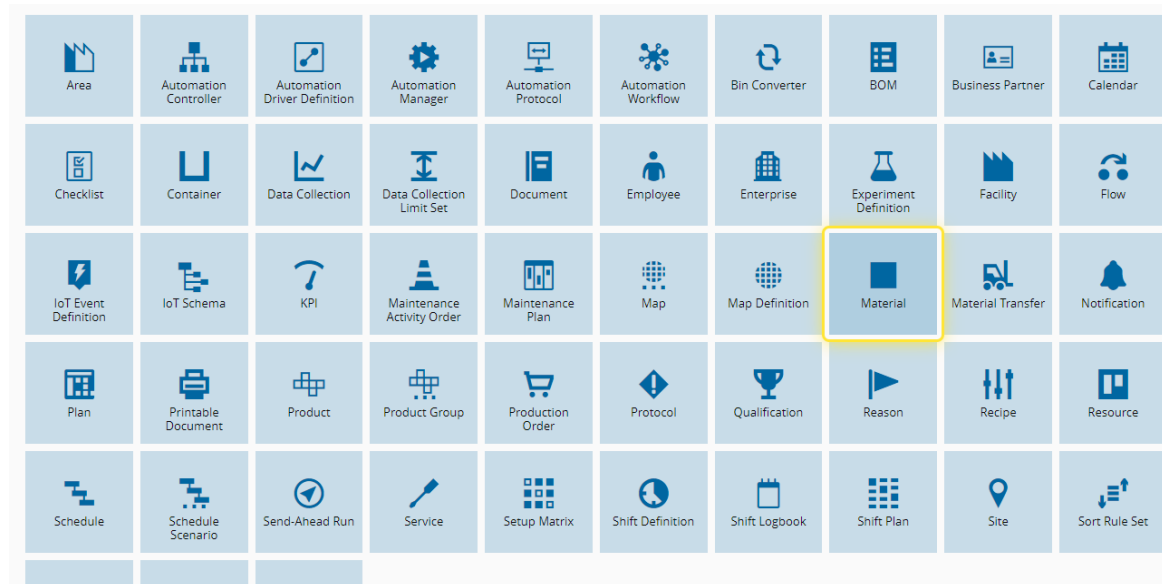 Area
Automation
Controller
Automation
Driver Definition
Automation
Manager
Automation
Protocol
Automation
Workflow
Bin Converter
BOM
Business Partner
Calendar
Checklist
Container
Data Collection
Data Collection
Limit Set
Document
Employee
Enterprise
Experiment
Definition
Facility
Flow
IoT Event
Definition
IoT Schema
KPI
Maintenance
Activity Order
Maintenance
Plan
Map
Map Definition
Material
Material Transfer
Notification
Plan
Printable
Document
Product
Product Group
Production
Order
Protocol
Qualification
Reason
Recipe
Resource
Schedule
Schedule
Scenario
Send-Ahead Run
Service
Setup Matrix
Shift Definition
Shift Logbook
Shift Plan
Site
Sort Rule Set